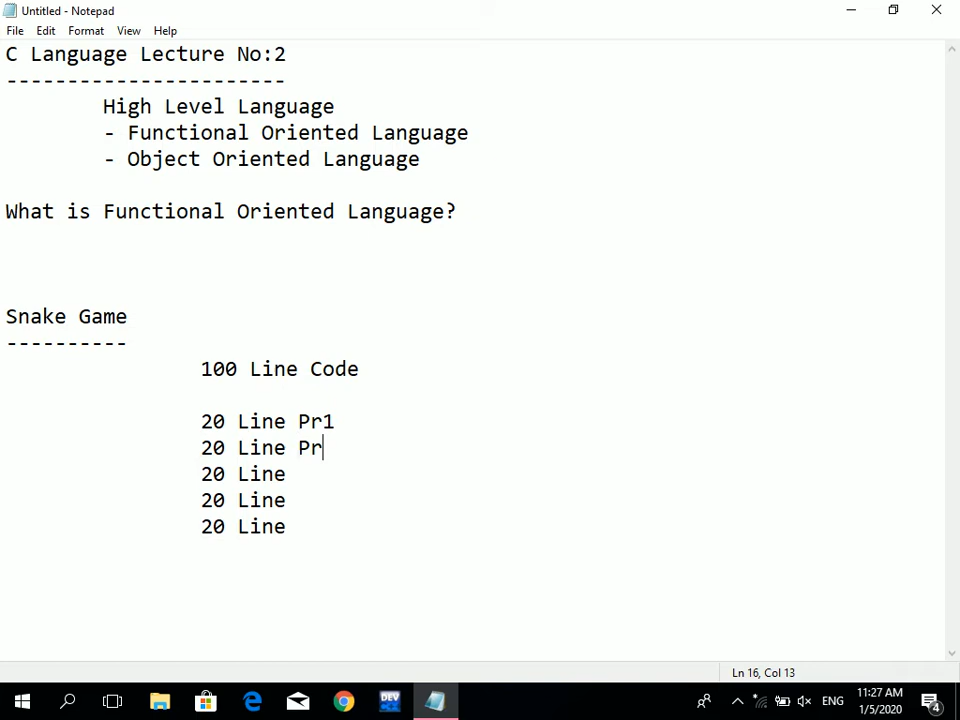 Untitled - Notepad
File Edit Format View Help
C Language Lecture No:2
-----------------------
High Level Language
- Functional Oriented Language
- Object Oriented Language
What is Functional Oriented Language?
Snake Game
----------
100 Line Code
20 Line Pr1
20 Line Pr
20 Line
20 Line
20 Line
Ln 16, Col 13
DEV
ENG
11:27 AM
1/5/2020
4